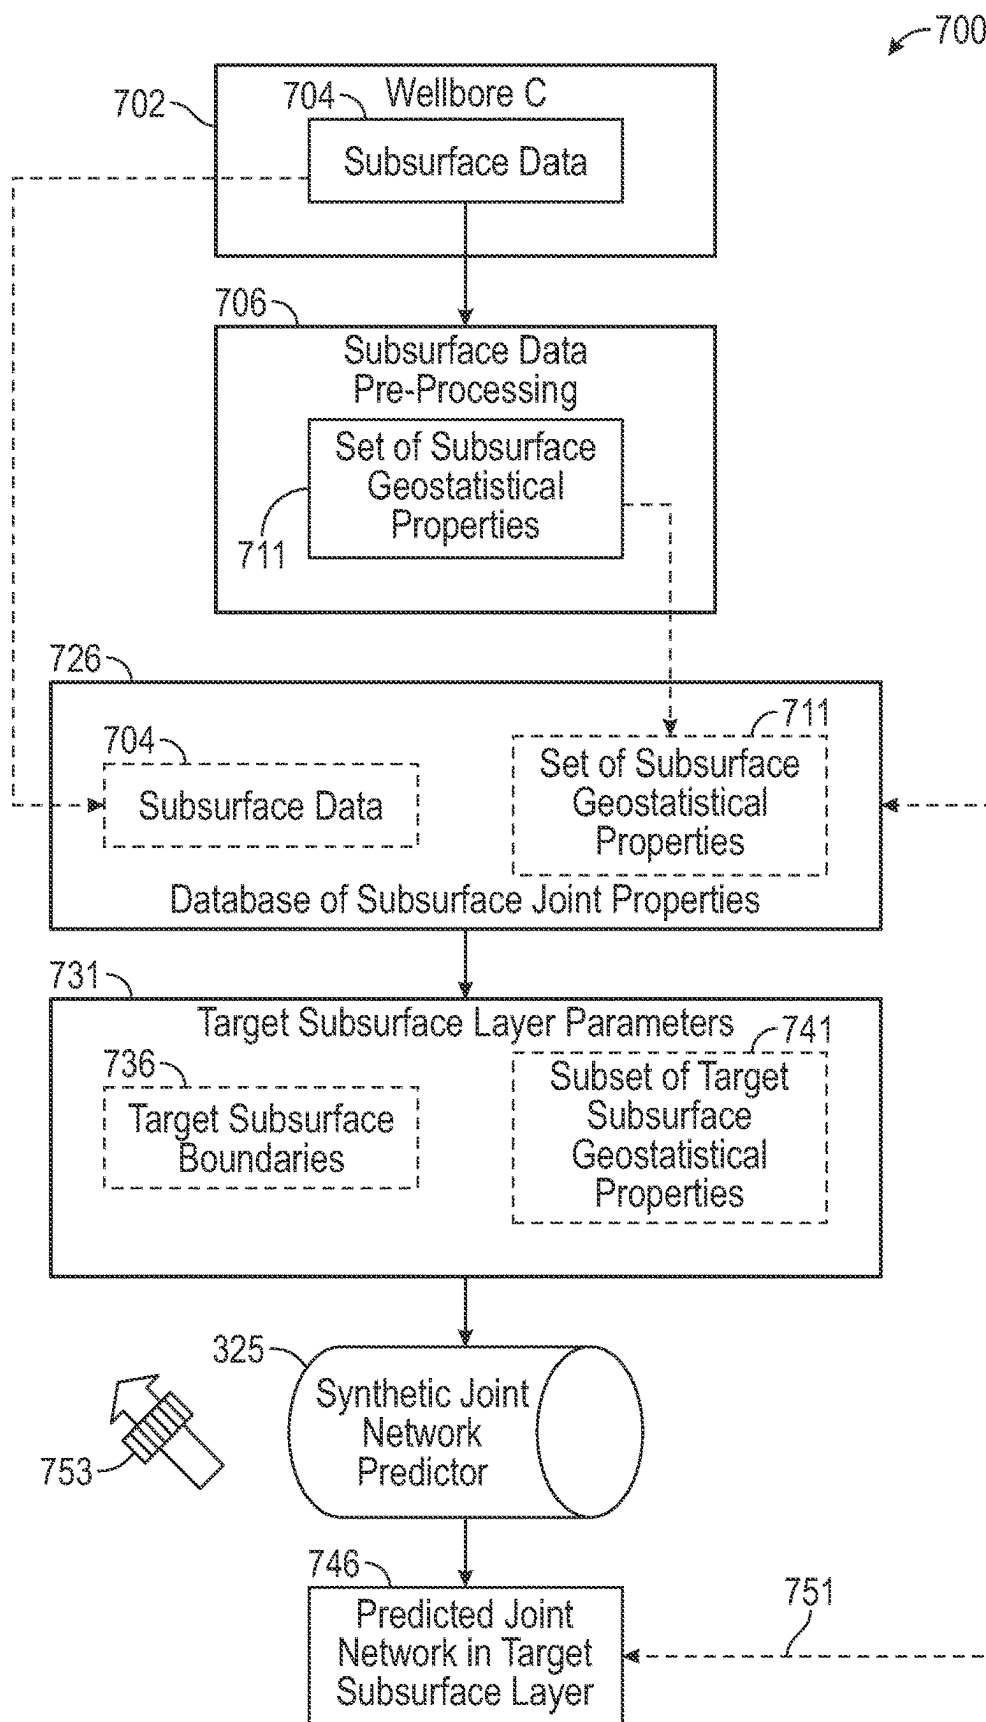 700
702
704
Wellbore C
Subsurface Data
706
Subsurface Data
Pre-Processing
Set of Subsurface
Geostatistical
Properties
711
726
704
Subsurface Data
711
Set of Subsurface
Geostatistical
Properties
Database of Subsurface Joint Properties
731
Target Subsurface Layer Parameters
736
Target Subsurface
Boundaries
741
Subset of Target
Subsurface
Geostatistical
Properties
325
Synthetic Joint
Network
Predictor
753
746
Predicted Joint
Network in Target
Subsurface Layer
751